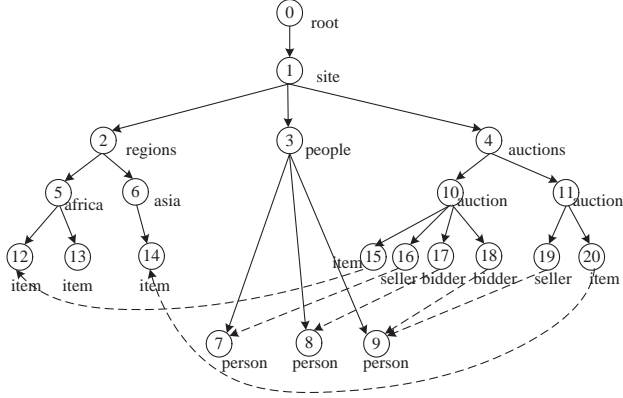 0
root
1
site
2
regions
3
people
4
auctions
5
africa
6
asia
10
auction
11
auction
12
item
13
item
14
item
item
15
16
seller
17
bidder
18
bidder
19
seller
20
item
7
person
8
person
9
person